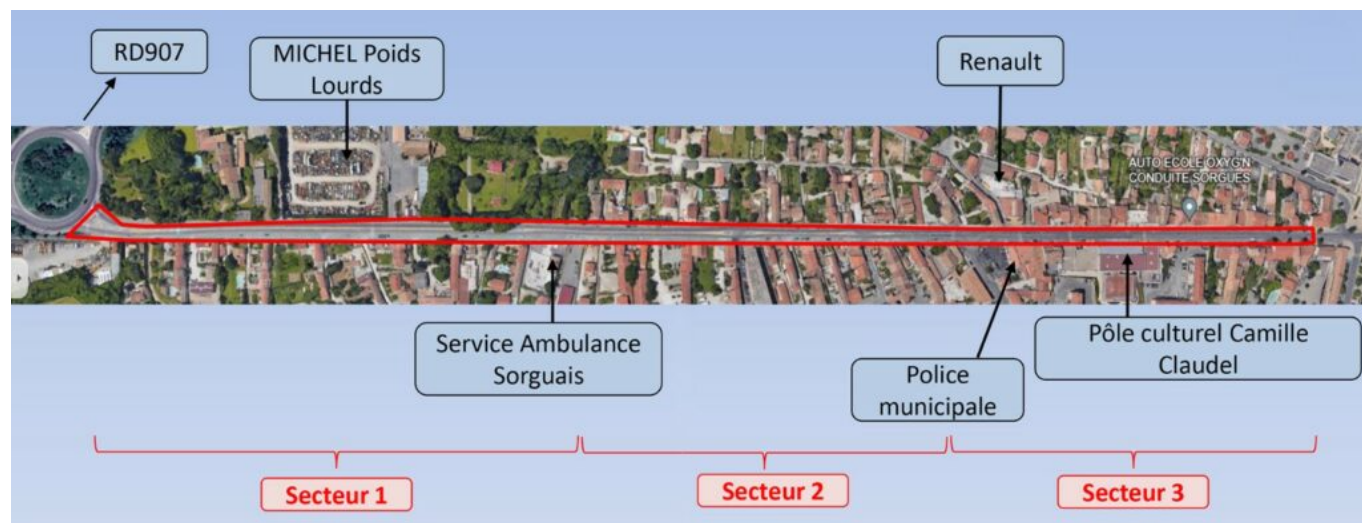 RD907
MICHEL Poids
Lourds
Renault
AUTO ECOLE OXYG'N
CONDUITE SORGUES
Service Ambulance
Sorguais
Police
municipale
Pôle culturel Camille
Claudel
Secteur 1
Secteur 2
Secteur 3